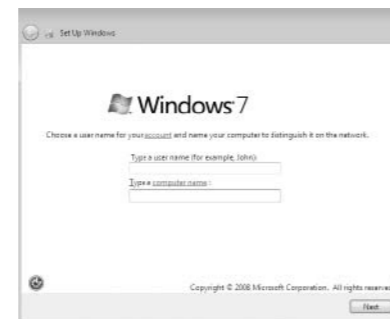 Set Up Windows
Windows 7
Choose a user name for your account and name your computer to distinguish it on the network.
Type a user name (for example, John):
Type a computer name :
Copyright © 2008 Microsoft Corporation. All rights reserve
Next